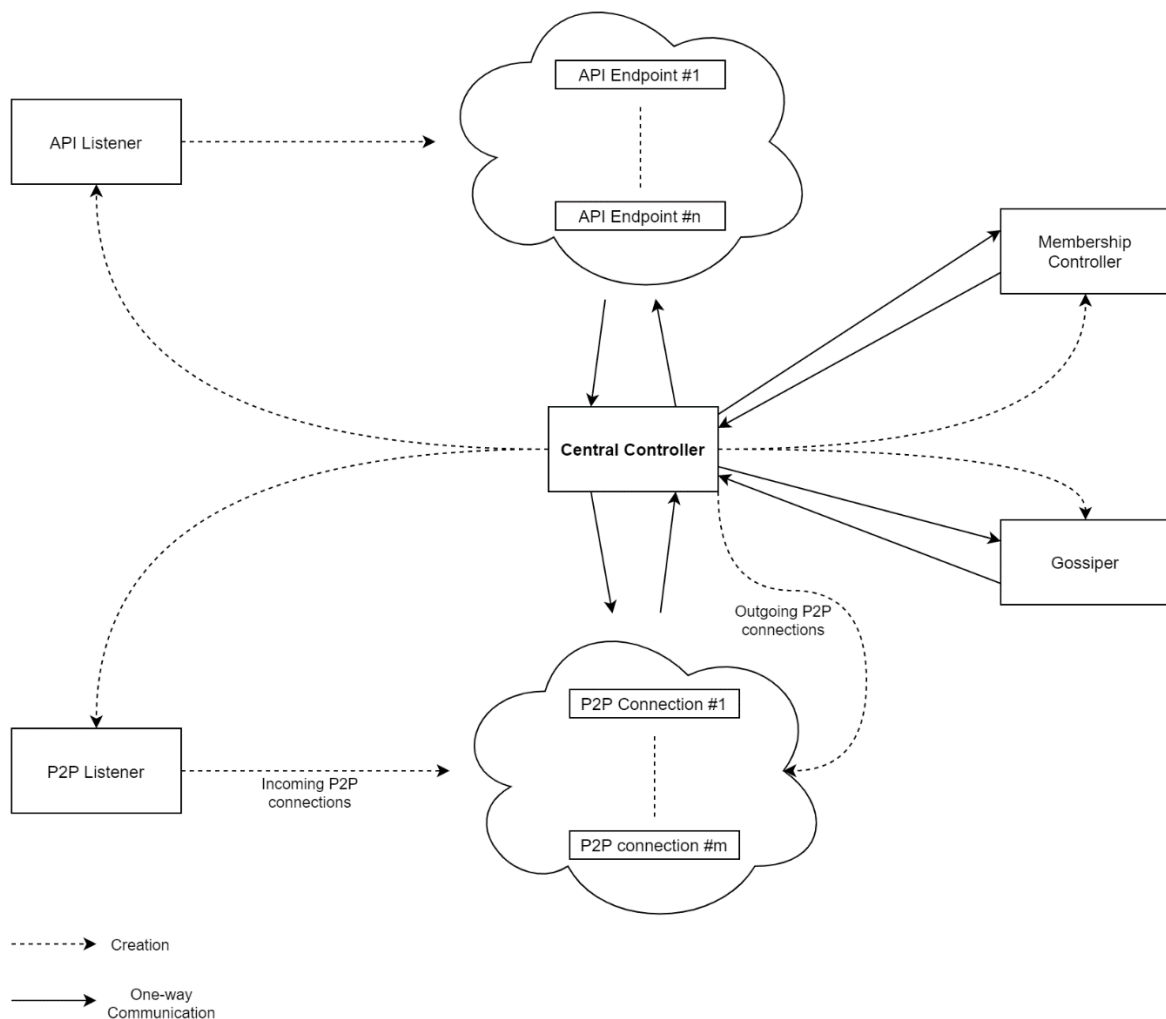 API Endpoint #1
API Listener
API Endpoint #n
Membership
Controller
Central Controller
Gossiper
Outgoing P2P
connections
P2P Connection #1
P2P Listener
Incoming P2P
connections
P2P connection #m
Creation
One-way
Communication